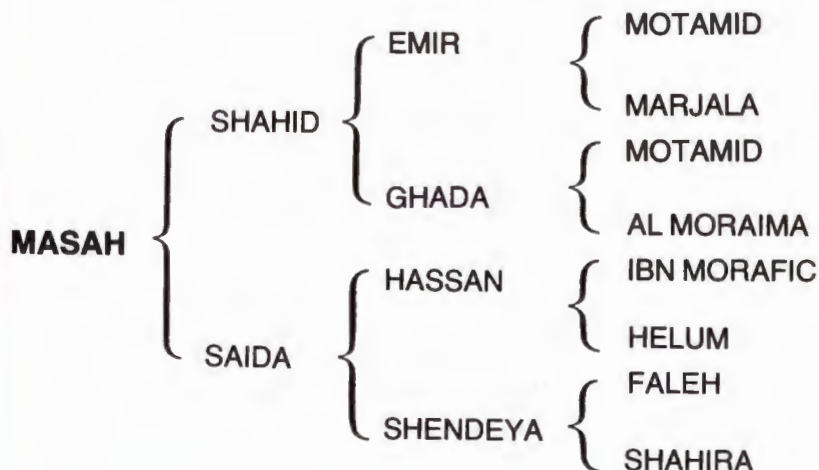 MOTAMID
EMIR
MARJALA
SHAHID
MOTAMID
GHADA
AL MORAIMA
MASAH
IBN MORAFIC
HASSAN
HELUM
SAIDA
FALEH
SHENDEYA
SHAHIRA